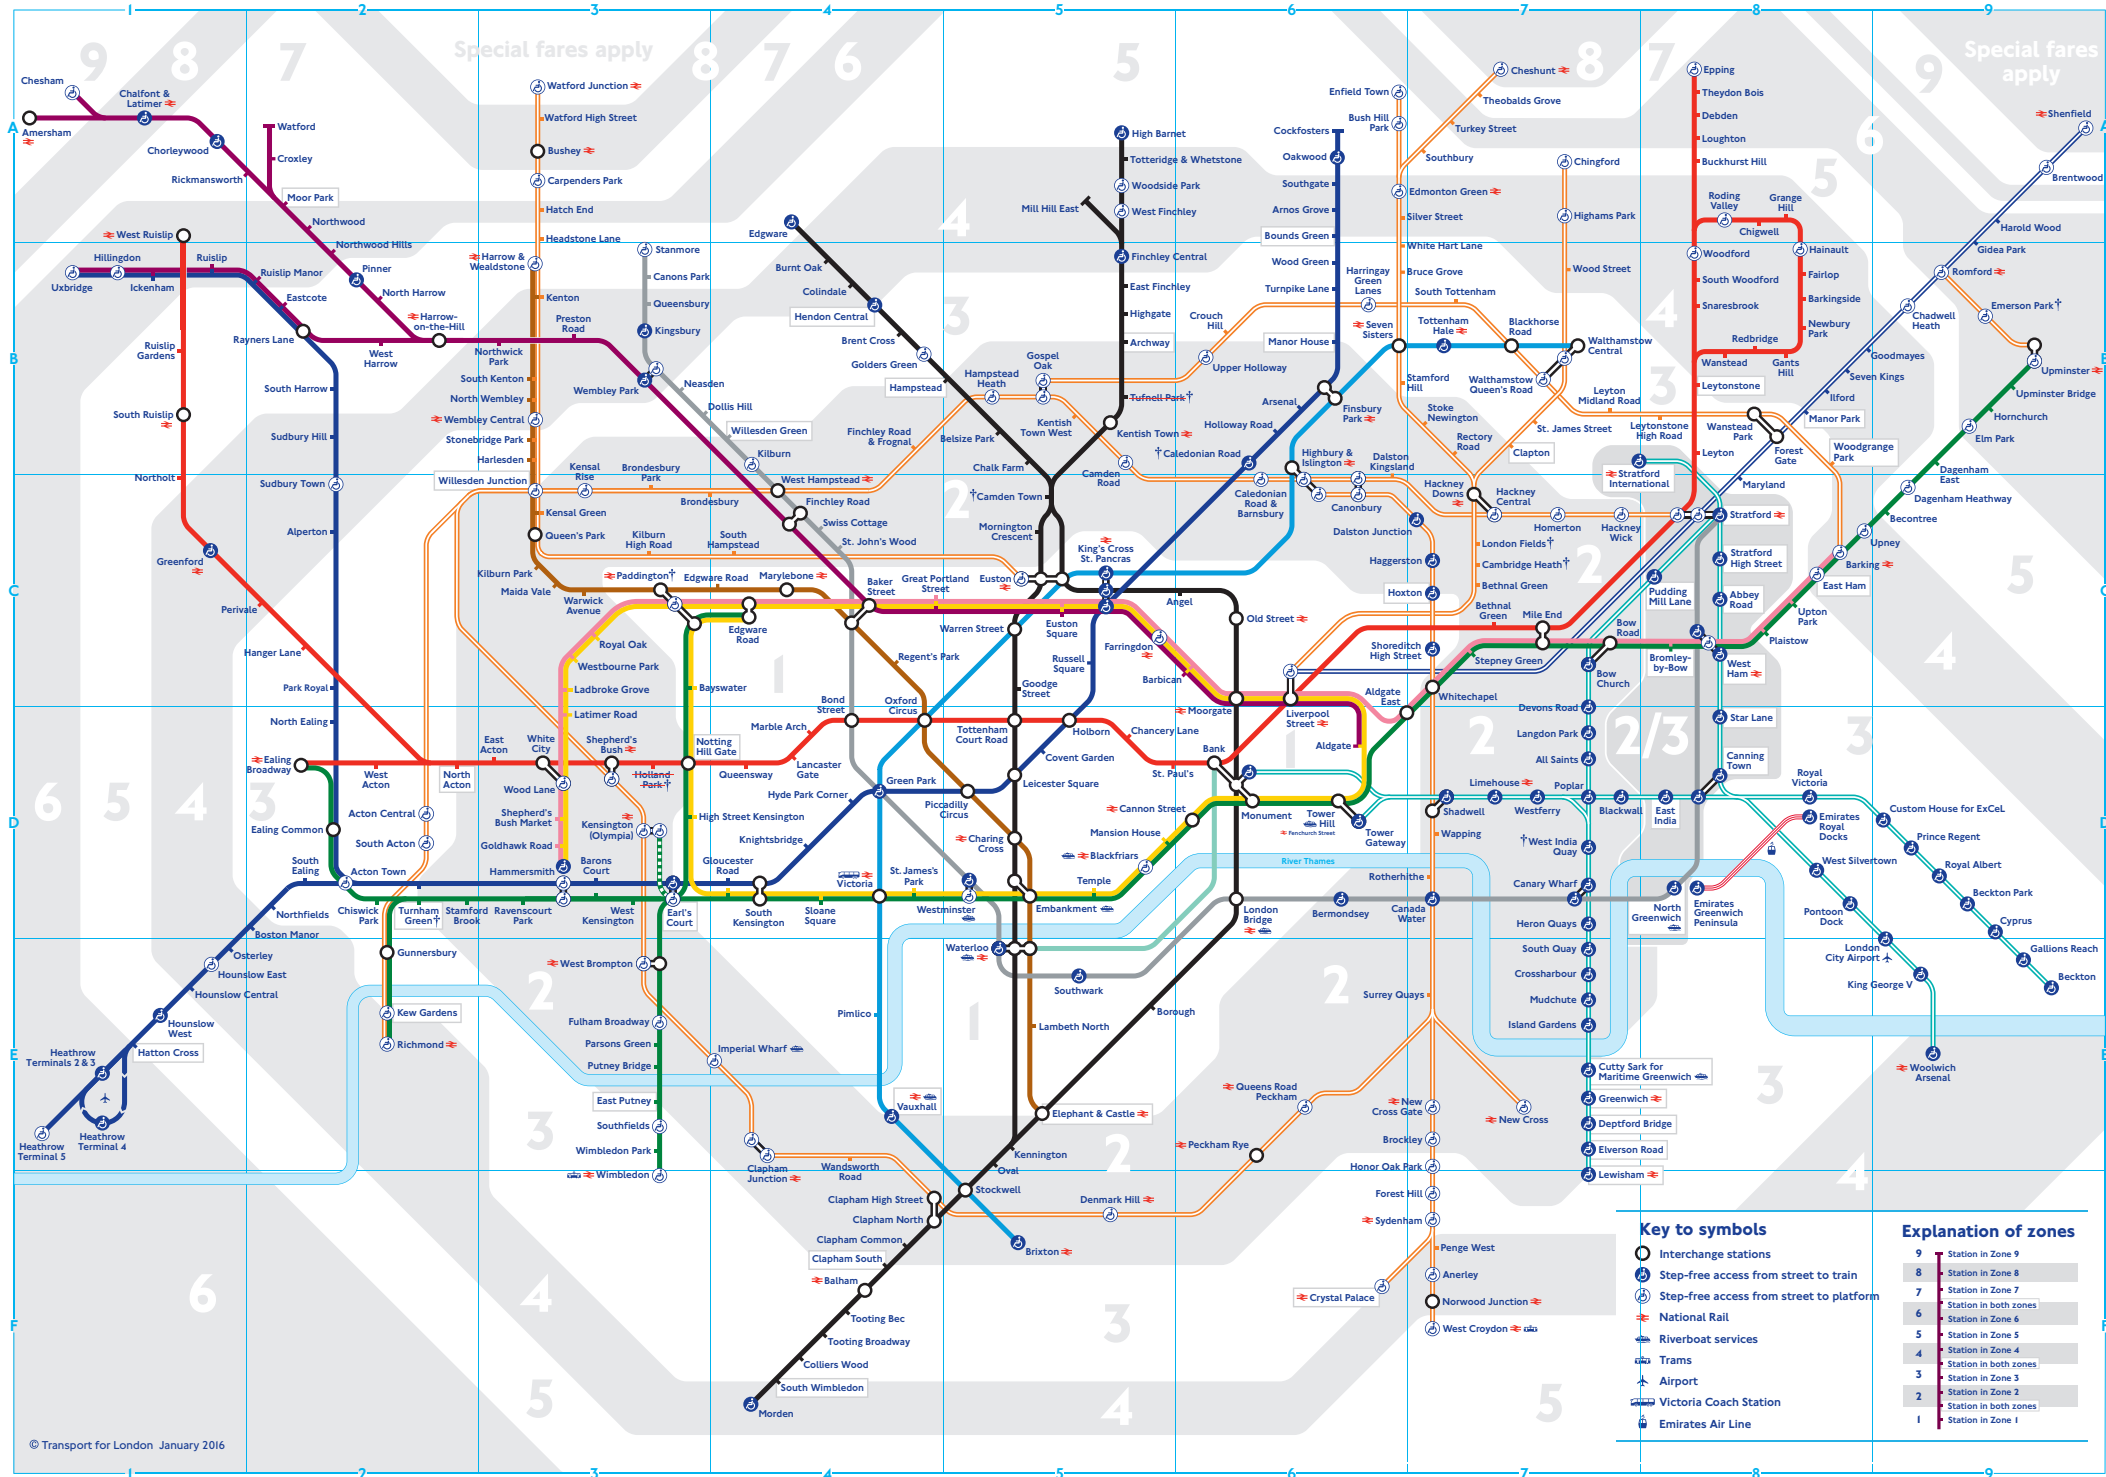 1
2
3
4
5
6
7
8
9
A
B
C
D
E
F
Special fares apply
Special fares
apply
Chesham
Chalfont &
Latimer
Amersham
Chorleywood
Rickmansworth
Watford
Croxley
Moor Park
Northwood
Northwood Hills
West Ruislip
Hillingdon
Ruislip
Uxbridge
Ickenham
Ruislip Manor
Eastcote
Pinner
North Harrow
Harrow-
on-the-Hill
Rayners Lane
West
Harrow
Northwick
Park
Preston
Road
Ruislip
Gardens
South Harrow
South Ruislip
Sudbury Hill
Northolt
Sudbury Town
Alperton
Greenford
Perivale
Hanger Lane
Park Royal
North Ealing
Ealing
Broadway
West
Acton
North
Acton
East
Acton
Ealing Common
South
Ealing
Acton Town
Acton Central
South Acton
Northfields
Boston Manor
Osterley
Hounslow East
Hounslow Central
Hounslow
West
Hatton Cross
Heathrow
Terminals 2 & 3
Heathrow
Terminal 4
Heathrow
Terminal 5
Chiswick
Park
Turnham
Green†
Stamford
Brook
Ravenscourt
Park
Gunnersbury
Kew Gardens
Richmond
Watford Junction
Watford High Street
Bushey
Carpenders Park
Hatch End
Headstone Lane
Harrow &
Wealdstone
Kenton
South Kenton
North Wembley
Wembley Central
Stonebridge Park
Harlesden
Willesden Junction
Kensal Green
Queen's Park
Kilburn Park
Maida Vale
Warwick
Avenue
Stanmore
Canons Park
Queensbury
Kingsbury
Wembley Park
Neasden
Dollis Hill
Willesden Green
Kilburn
West Hampstead
Finchley Road
Swiss Cottage
St. John's Wood
Kensal
Rise
Brondesbury
Park
Brondesbury
Kilburn
High Road
South
Hampstead
Finchley Road
& Frognal
Paddington†
Edgware Road
Marylebone
Baker
Street
Great Portland
Street
Edgware
Road
Royal Oak
Westbourne Park
Ladbroke Grove
Latimer Road
White
City
Wood Lane
Shepherd's
Bush Market
Goldhawk Road
Hammersmith
Barons
Court
Shepherd's
Bush
Holland
Park†
Notting
Hill Gate
Bayswater
Queensway
Lancaster
Gate
Marble Arch
Bond
Street
Oxford
Circus
Regent's Park
Kensington
(Olympia)
High Street Kensington
West
Kensington
Earl's
Court
Gloucester
Road
South
Kensington
Knightsbridge
Hyde Park Corner
Green Park
Sloane
Square
Victoria
St. James's
Park
Westminster
Pimlico
Vauxhall
West Brompton
Fulham Broadway
Parsons Green
Putney Bridge
East Putney
Southfields
Wimbledon Park
Wimbledon
Imperial Wharf
Clapham
Junction
Wandsworth
Road
Clapham High Street
Clapham North
Clapham Common
Clapham South
Balham
Tooting Bec
Tooting Broadway
Colliers Wood
South Wimbledon
Morden
Stockwell
Brixton
Oval
Kennington
Elephant & Castle
Lambeth North
Borough
Denmark Hill
Edgware
Burnt Oak
Colindale
Hendon Central
Brent Cross
Golders Green
Hampstead
Belsize Park
Chalk Farm
†Camden Town
Mornington
Crescent
Euston
Warren Street
Goodge
Street
Tottenham
Court Road
Leicester Square
Piccadilly
Circus
Charing
Cross
Embankment
Waterloo
Southwark
High Barnet
Totteridge & Whetstone
Woodside Park
Mill Hill East
West Finchley
Finchley Central
East Finchley
Highgate
Archway
Tufnell Park†
Kentish Town
Kentish
Town West
Gospel
Oak
Hampstead
Heath
Camden
Road
King's Cross
St. Pancras
Euston
Square
Russell
Square
Holborn
Covent Garden
Chancery Lane
St. Paul's
Angel
Old Street
Farringdon
Barbican
Moorgate
Liverpool
Street
Aldgate
Aldgate
East
Bank
Monument
Cannon Street
Mansion House
Blackfriars
Temple
Tower
Hill
Fenchurch Street
Tower
Gateway
River Thames
London
Bridge
Bermondsey
Cockfosters
Oakwood
Southgate
Arnos Grove
Bounds Green
Wood Green
Turnpike Lane
Manor House
Harringay
Green
Lanes
Crouch
Hill
Upper Holloway
Arsenal
Finsbury
Park
Holloway Road
†Caledonian Road
Highbury &
Islington
Caledonian
Road &
Barnsbury
Canonbury
Dalston
Kingsland
Dalston Junction
Haggerston
Hoxton
Shoreditch
High Street
Whitechapel
Enfield Town
Bush Hill
Park
Cheshunt
Theobalds Grove
Turkey Street
Southbury
Edmonton Green
Silver Street
White Hart Lane
Bruce Grove
South Tottenham
Seven
Sisters
Tottenham
Hale
Blackhorse
Road
Walthamstow
Central
Walthamstow
Queen's Road
Stamford
Hill
Stoke
Newington
Rectory
Road
Clapton
St. James Street
Hackney
Downs
Hackney
Central
London Fields†
Cambridge Heath†
Bethnal Green
Bethnal
Green
Homerton
Hackney
Wick
Chingford
Highams Park
Wood Street
Leyton
Midland Road
Leytonstone
High Road
Wanstead
Park
Woodgrange
Park
Epping
Theydon Bois
Debden
Loughton
Buckhurst Hill
Roding
Valley
Grange
Hill
Chigwell
Woodford
Hainault
South Woodford
Fairlop
Snaresbrook
Barkingside
Newbury
Park
Redbridge
Wanstead
Gants
Hill
Leytonstone
Leyton
Stratford
International
Stratford
Stratford
High Street
Abbey
Road
Pudding
Mill Lane
Maryland
Forest
Gate
Manor Park
Ilford
Seven Kings
Goodmayes
Chadwell
Heath
Romford
Gidea Park
Harold Wood
Brentwood
Shenfield
Emerson Park†
Upminster
Upminster Bridge
Hornchurch
Elm Park
Dagenham
East
Dagenham Heathway
Becontree
Upney
Barking
East Ham
Upton
Park
Plaistow
West
Ham
Bromley-
by-Bow
Bow
Road
Bow
Church
Mile End
Stepney Green
Devons Road
Langdon Park
All Saints
Poplar
Limehouse
Westferry
Shadwell
Wapping
Rotherhithe
Canada
Water
Surrey Quays
Blackwall
East
India
Star Lane
Canning
Town
Royal
Victoria
Custom House for ExCeL
Prince Regent
Royal Albert
Beckton Park
Cyprus
Gallions Reach
Beckton
Emirates
Royal
Docks
Emirates
Greenwich
Peninsula
North
Greenwich
West Silvertown
Pontoon
Dock
London
City Airport
King George V
Woolwich
Arsenal
†West India
Quay
Canary Wharf
Heron Quays
South Quay
Crossharbour
Mudchute
Island Gardens
Cutty Sark for
Maritime Greenwich
Greenwich
Deptford Bridge
Elverson Road
Lewisham
Queens Road
Peckham
Peckham Rye
New
Cross Gate
New Cross
Brockley
Honor Oak Park
Forest Hill
Sydenham
Penge West
Anerley
Crystal Palace
Norwood Junction
West Croydon
2/3
Key to symbols
Interchange stations
Step-free access from street to train
Step-free access from street to platform
National Rail
Riverboat services
Trams
Airport
Victoria Coach Station
Emirates Air Line
Explanation of zones
9 Station in Zone 9
8 Station in Zone 8
7 Station in Zone 7
Station in both zones
6 Station in Zone 6
5 Station in Zone 5
4 Station in Zone 4
Station in both zones
3 Station in Zone 3
2 Station in Zone 2
Station in both zones
1 Station in Zone 1
© Transport for London January 2016